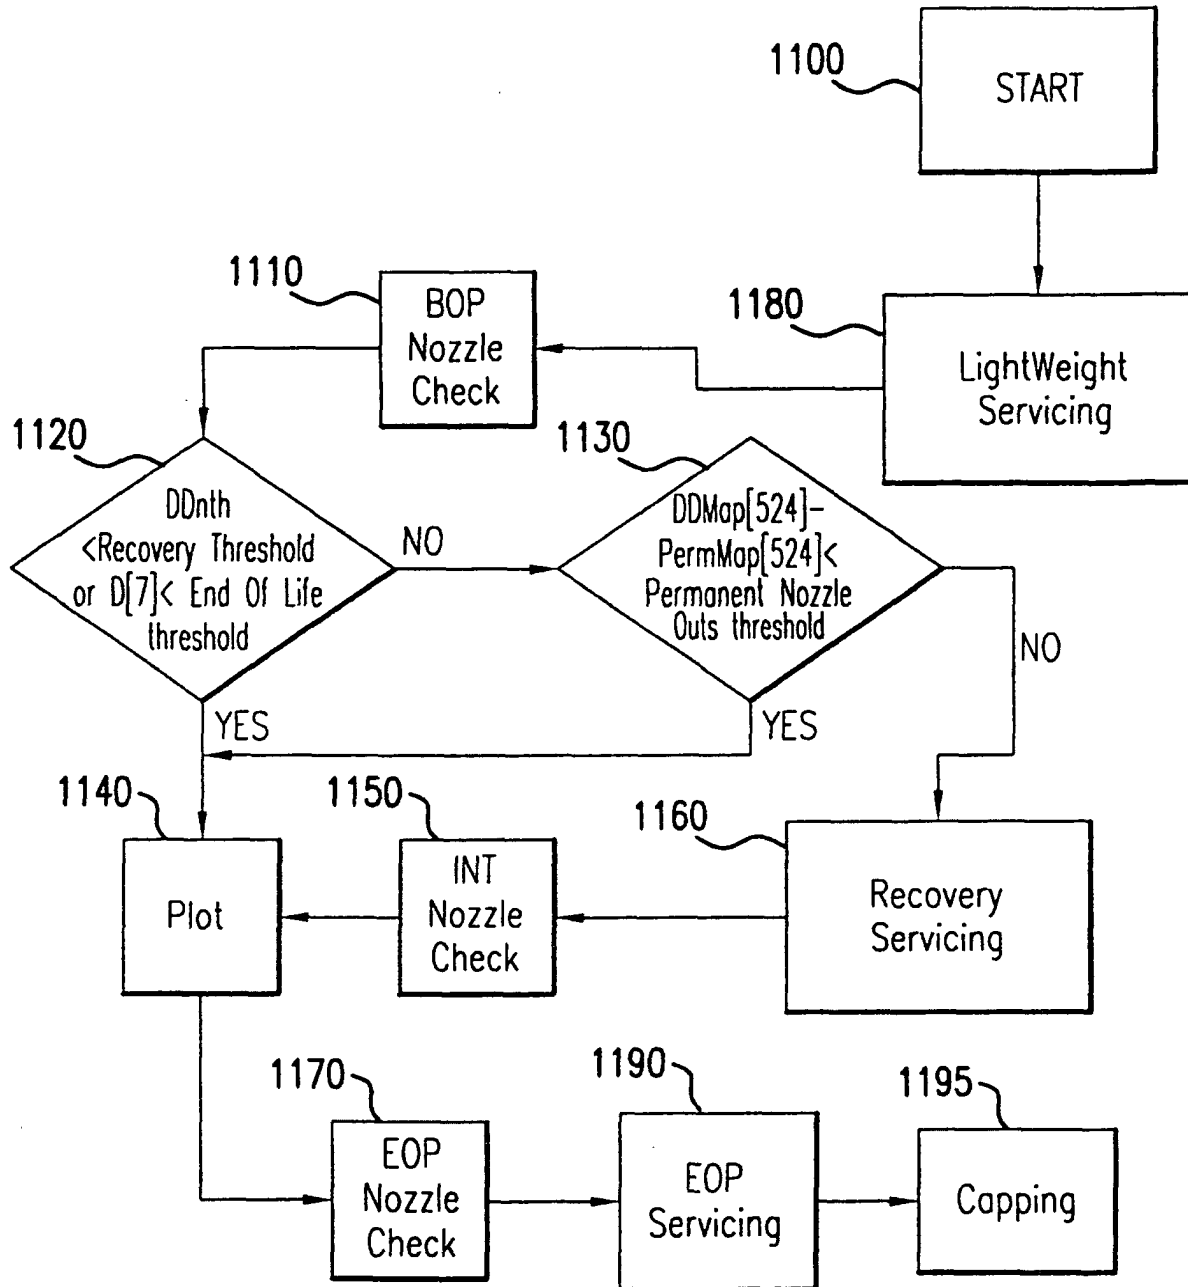 1100
START
1110
BOP
Nozzle
Check
1180
LightWeight
Servicing
1120
DDnth
<Recovery Threshold
or D[7]< End Of Life
threshold
NO
YES
1130
DDMap[524]-
PermMap[524]<
Permanent Nozzle
Outs threshold
NO
YES
1140
Plot
1150
INT
Nozzle
Check
1160
Recovery
Servicing
1170
EOP
Nozzle
Check
1190
EOP
Servicing
1195
Capping